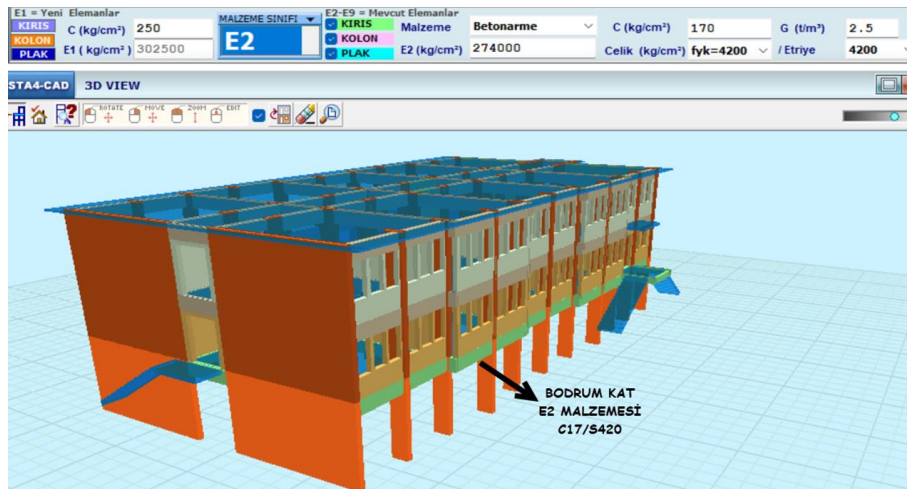 E1 = Yeni Elemanlar
KIRIS
KOLON
PLAK
C (kg/cm²) 250
E1 ( kg/cm² ) 302500
MALZEME SINIFI
E2
E2-E9 = Mevcut Elemanlar
KIRIS
KOLON
PLAK
Malzeme Betonarme
E2 (kg/cm²) 274000
C (kg/cm²) 170
Celik (kg/cm²) fyk=4200
G (t/m³) 2.5
/ Etriye 4200
STA4-CAD 3D VIEW
ROTATE MOVE ZOOM EDIT
BODRUM KAT
E2 MALZEMESİ
C17/S420